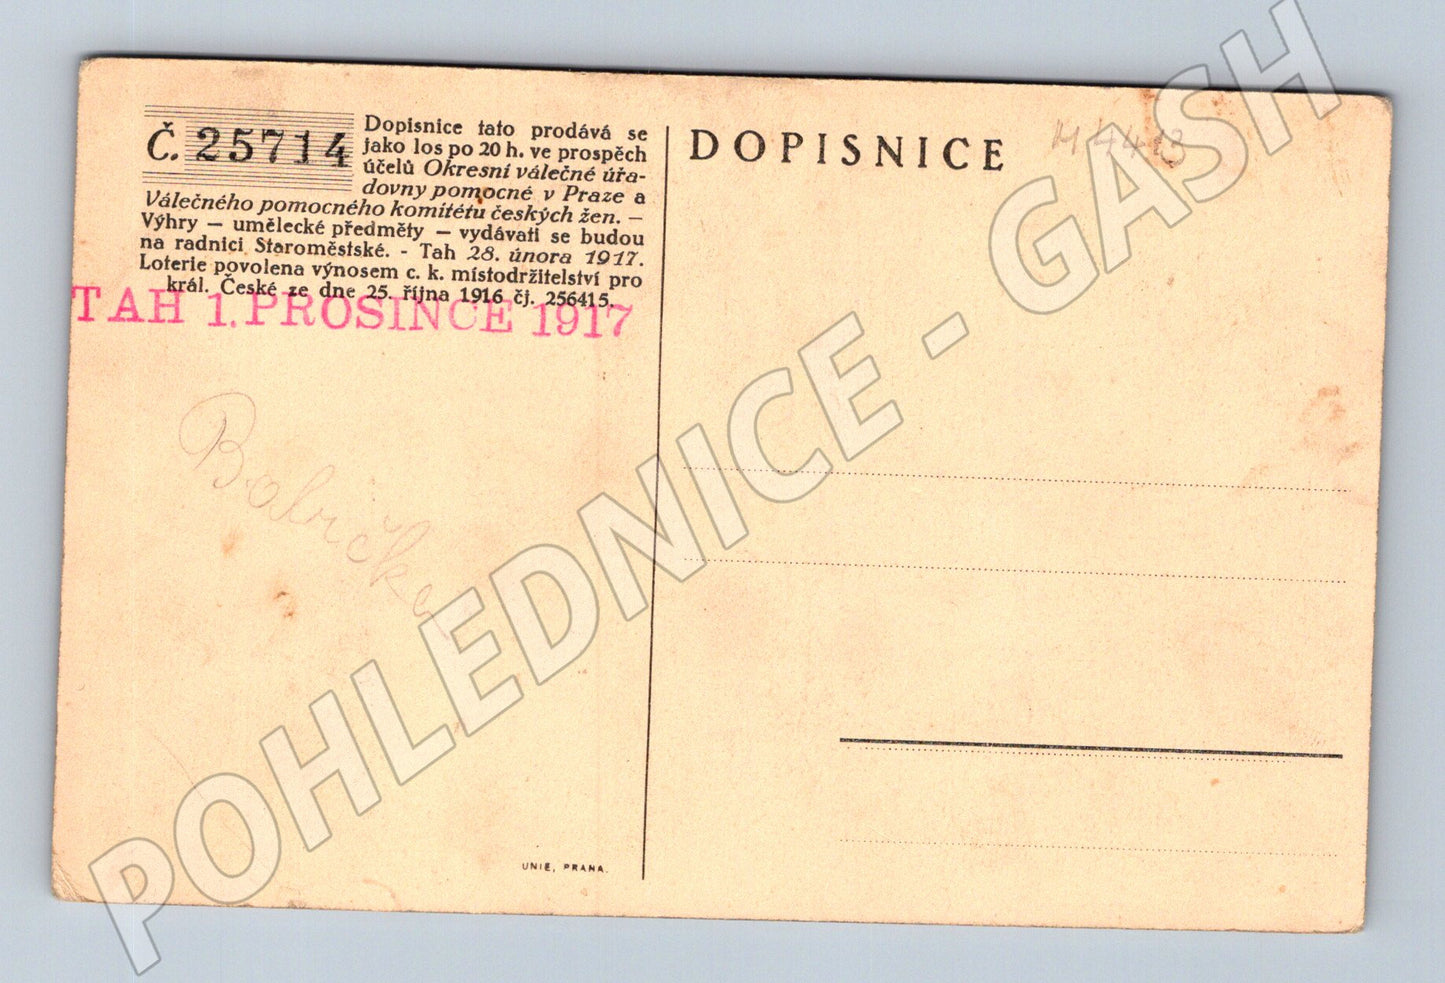 Č. 25714
Dopisnice tato prodává se
jako los po 20 h. ve prospěch
účelů Okresní válečné úřa-
dovny pomocné v Praze a
Válečného pomocného komitétu českých žen. —
Výhry — umělecké předměty — vydávati se budou
na radnici Staroměstské. - Tah 28. února 1917.
Loterie povolena výnosem c. k. místodržitelství pro
král. České ze dne 25. října 1916 čj. 256415.
TAH 1. PROSINCE 1917
DOPISNICE
Babička
UNIE, PRAHA.
POHLEDNICE - GASH